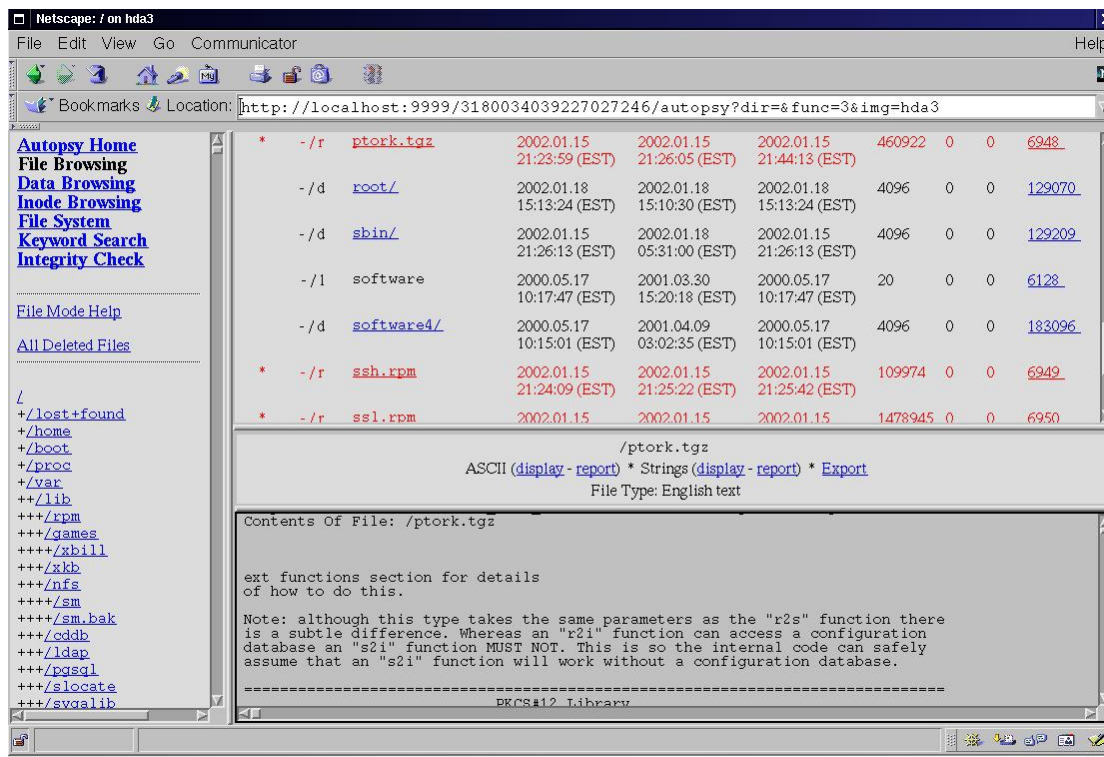 Netscape: / on hda3
File Edit View Go Communicator Help
My
Bookmarks Location: http://localhost:9999/3180034039227027246/autopsy?dir=&func=3&img=hda3
Autopsy Home
File Browsing
Data Browsing
Inode Browsing
File System
Keyword Search
Integrity Check
File Mode Help
All Deleted Files
/
+/lost+found
+/home
+/boot
+/proc
+/var
++/lib
+++/rpm
+++/games
++++/xbill
+++/xkb
+++/nfs
++++/sm
++++/sm.bak
+++/cddb
+++/ldap
+++/pgsql
+++/slocate
+++/svgalib
* -/r ptork.tgz 2002.01.15 2002.01.15 2002.01.15 460922 0 0 6948
21:23:59 (EST) 21:26:05 (EST) 21:44:13 (EST)
-/d root/ 2002.01.18 2002.01.18 2002.01.18 4096 0 0 129070
15:13:24 (EST) 15:10:30 (EST) 15:13:24 (EST)
-/d sbin/ 2002.01.15 2002.01.18 2002.01.15 4096 0 0 129209
21:26:13 (EST) 05:31:00 (EST) 21:26:13 (EST)
-/l software 2000.05.17 2001.03.30 2000.05.17 20 0 0 6128
10:17:47 (EST) 15:20:18 (EST) 10:17:47 (EST)
-/d software4/ 2000.05.17 2001.04.09 2000.05.17 4096 0 0 183096
10:15:01 (EST) 03:02:35 (EST) 10:15:01 (EST)
* -/r ssh.rpm 2002.01.15 2002.01.15 2002.01.15 109974 0 0 6949
21:24:09 (EST) 21:25:22 (EST) 21:25:42 (EST)
* -/r ssl.rpm 2002.01.15 2002.01.15 2002.01.15 1478945 0 0 6950
/ptork.tgz
ASCII (display - report) * Strings (display - report) * Export
File Type: English text
Contents Of File: /ptork.tgz
ext functions section for details
of how to do this.
Note: although this type takes the same parameters as the "r2s" function there
is a subtle difference. Whereas an "r2i" function can access a configuration
database an "s2i" function MUST NOT. This is so the internal code can safely
assume that an "s2i" function will work without a configuration database.
==============================================================================
PKCS#12 Library